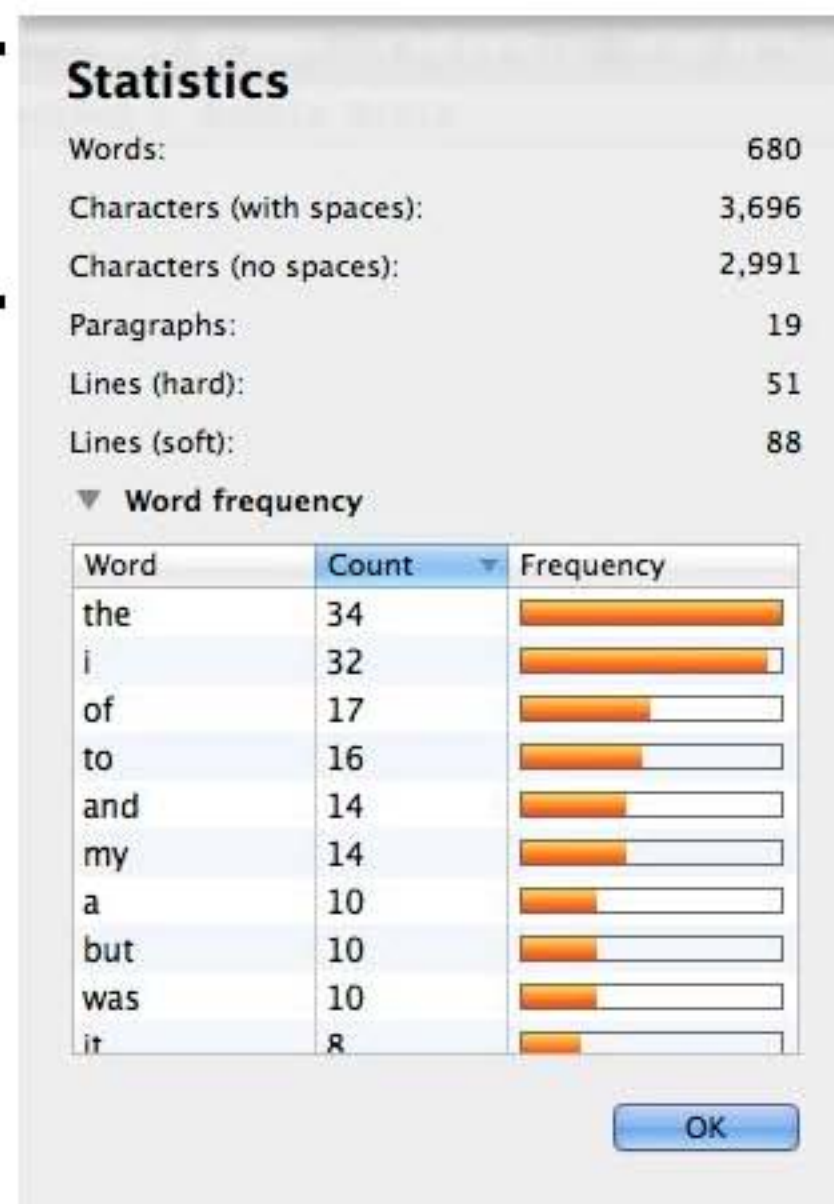 Statistics
Words: 680
Characters (with spaces): 3,696
Characters (no spaces): 2,991
Paragraphs: 19
Lines (hard): 51
Lines (soft): 88
Word frequency
Word Count Frequency
the 34
i 32
of 17
to 16
and 14
my 14
a 10
but 10
was 10
it 8
OK